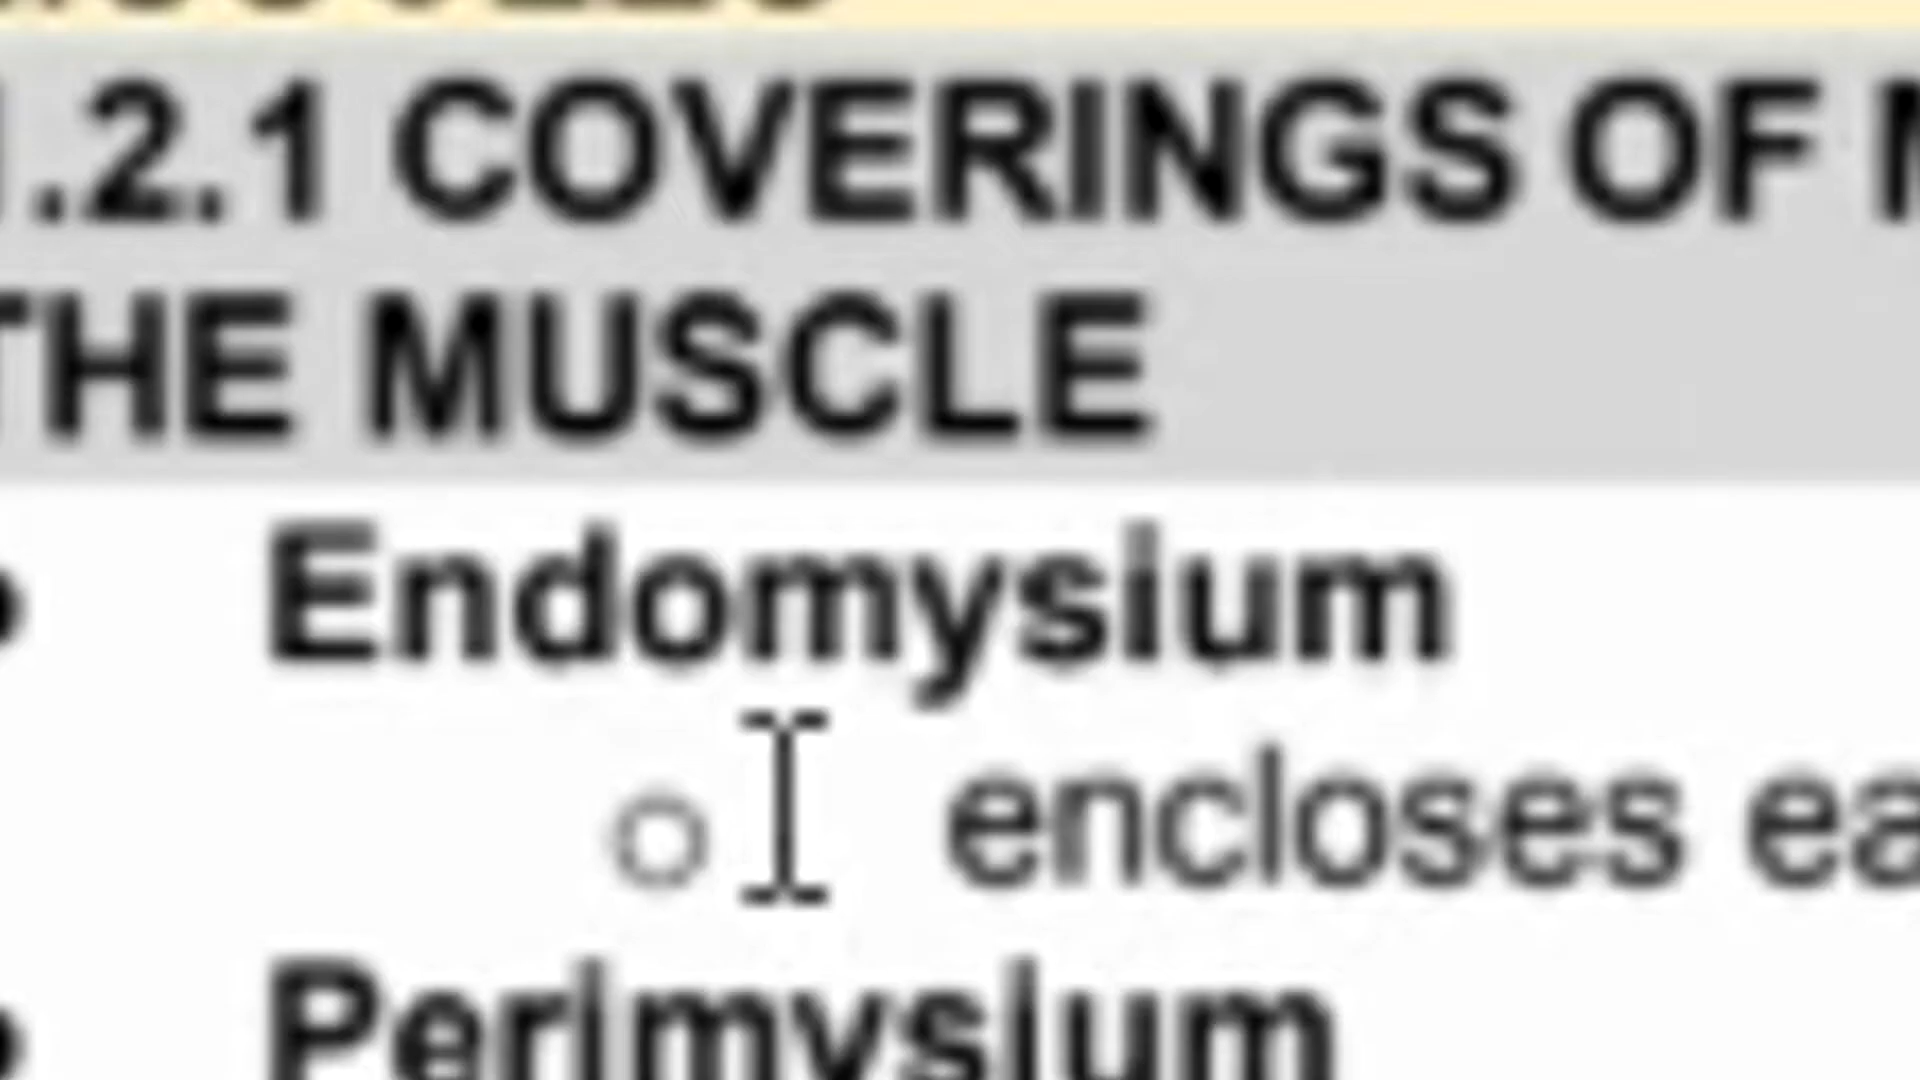 .2.1 COVERINGS OF
THE MUSCLE
Endomysium
encloses
Perimysium